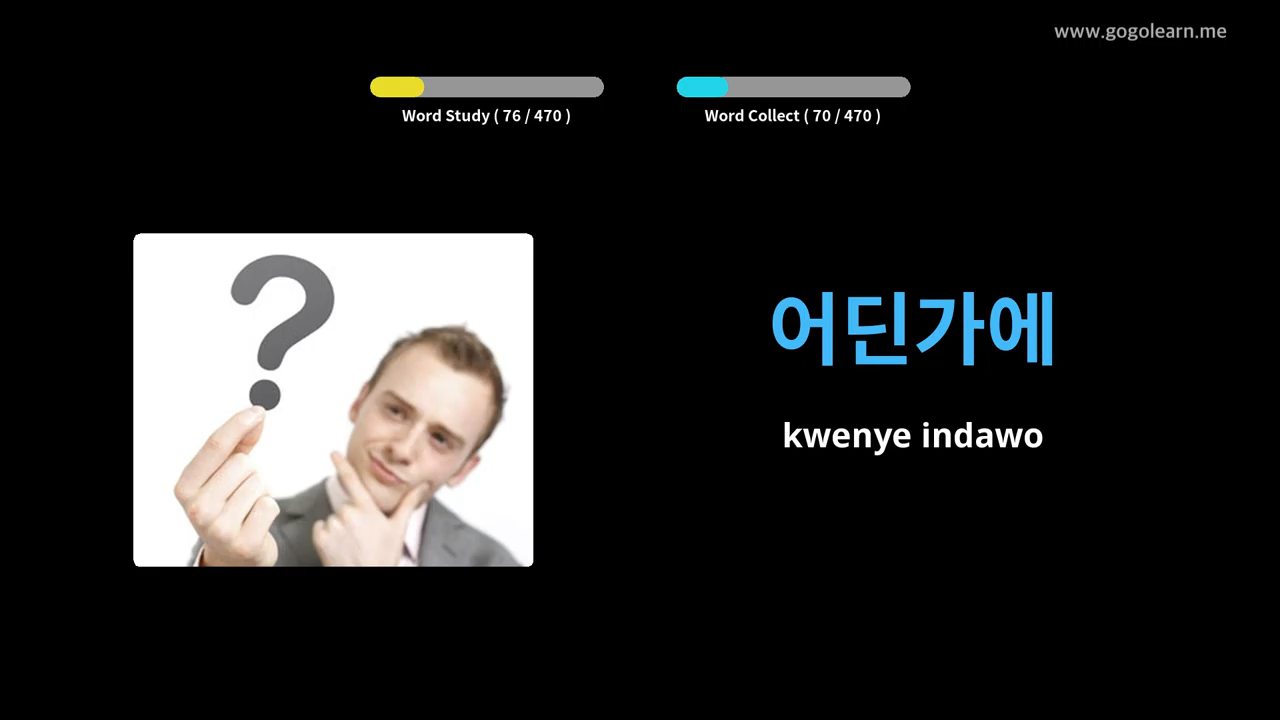 www.gogolearn.me
Word Study ( 76 / 470 )
Word Collect ( 70 / 470 )
?
어딘가에
kwenye indawo